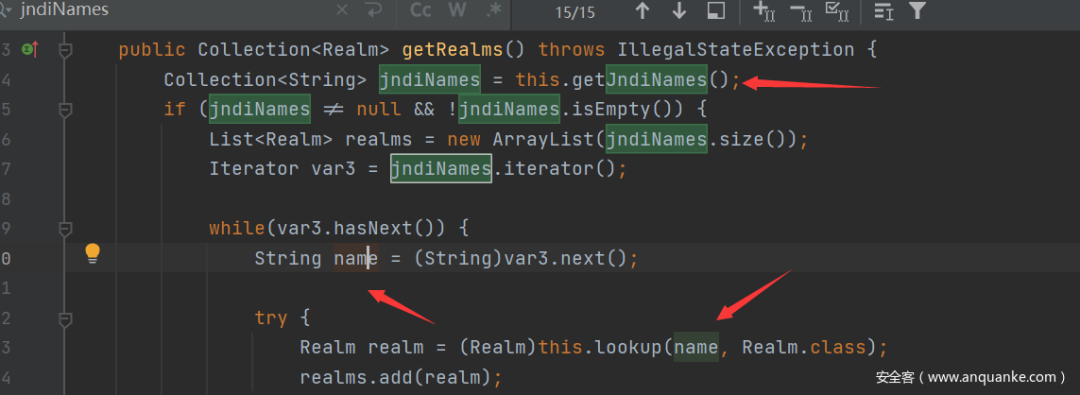 jndiNames Cc W .* 15/15
3 public Collection<Realm> getRealms() throws IllegalStateException {
4 Collection<String> jndiNames = this.getJndiNames();
5 if (jndiNames ≠ null && !jndiNames.isEmpty()) {
6 List<Realm> realms = new ArrayList(jndiNames.size());
7 Iterator var3 = jndiNames.iterator();
8
9 while(var3.hasNext()) {
0 String name = (String)var3.next();
1
2 try {
3 Realm realm = (Realm)this.lookup(name, Realm.class);
4 realms.add(realm);
安全客 ( www.anquanke.com )